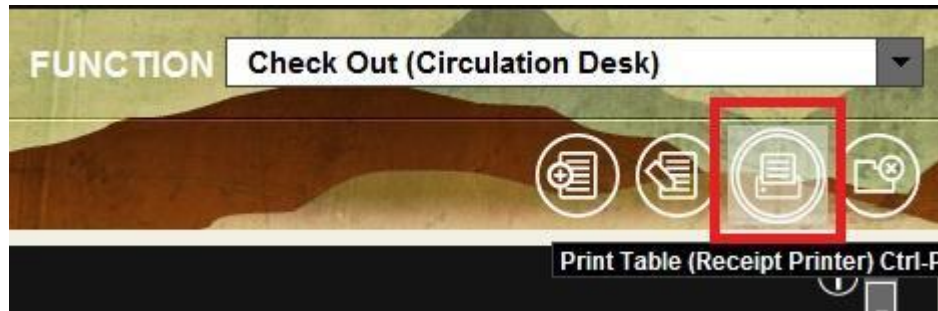 FUNCTION Check Out (Circulation Desk)
Print Table (Receipt Printer) Ctrl-P